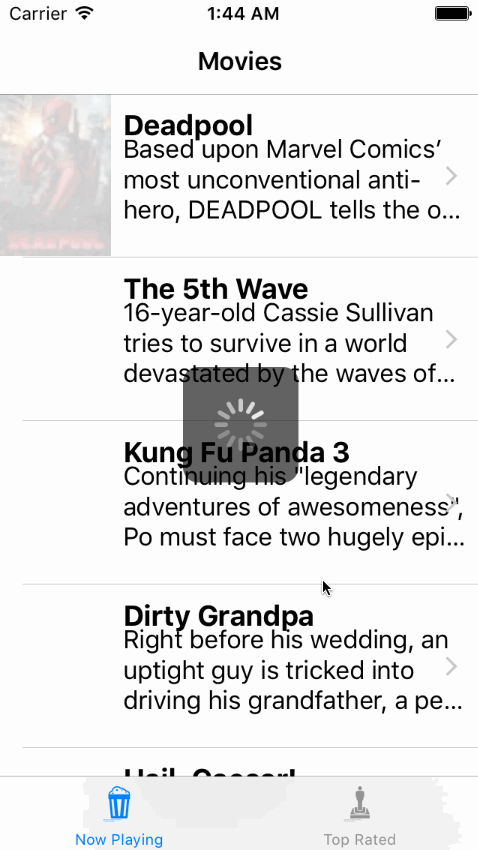 Carrier 1:44 AM
Movies
Deadpool
Based upon Marvel Comics’
most unconventional anti-
hero, DEADPOOL tells the o...
The 5th Wave
16-year-old Cassie Sullivan
tries to survive in a world
devastated by the waves of...
Kung Fu Panda 3
Continuing his "legendary
adventures of awesomeness",
Po must face two hugely epi...
Dirty Grandpa
Right before his wedding, an
uptight guy is tricked into
driving his grandfather, a pe...
Hail, Caesar!
Now Playing
Top Rated
DEADPOOL